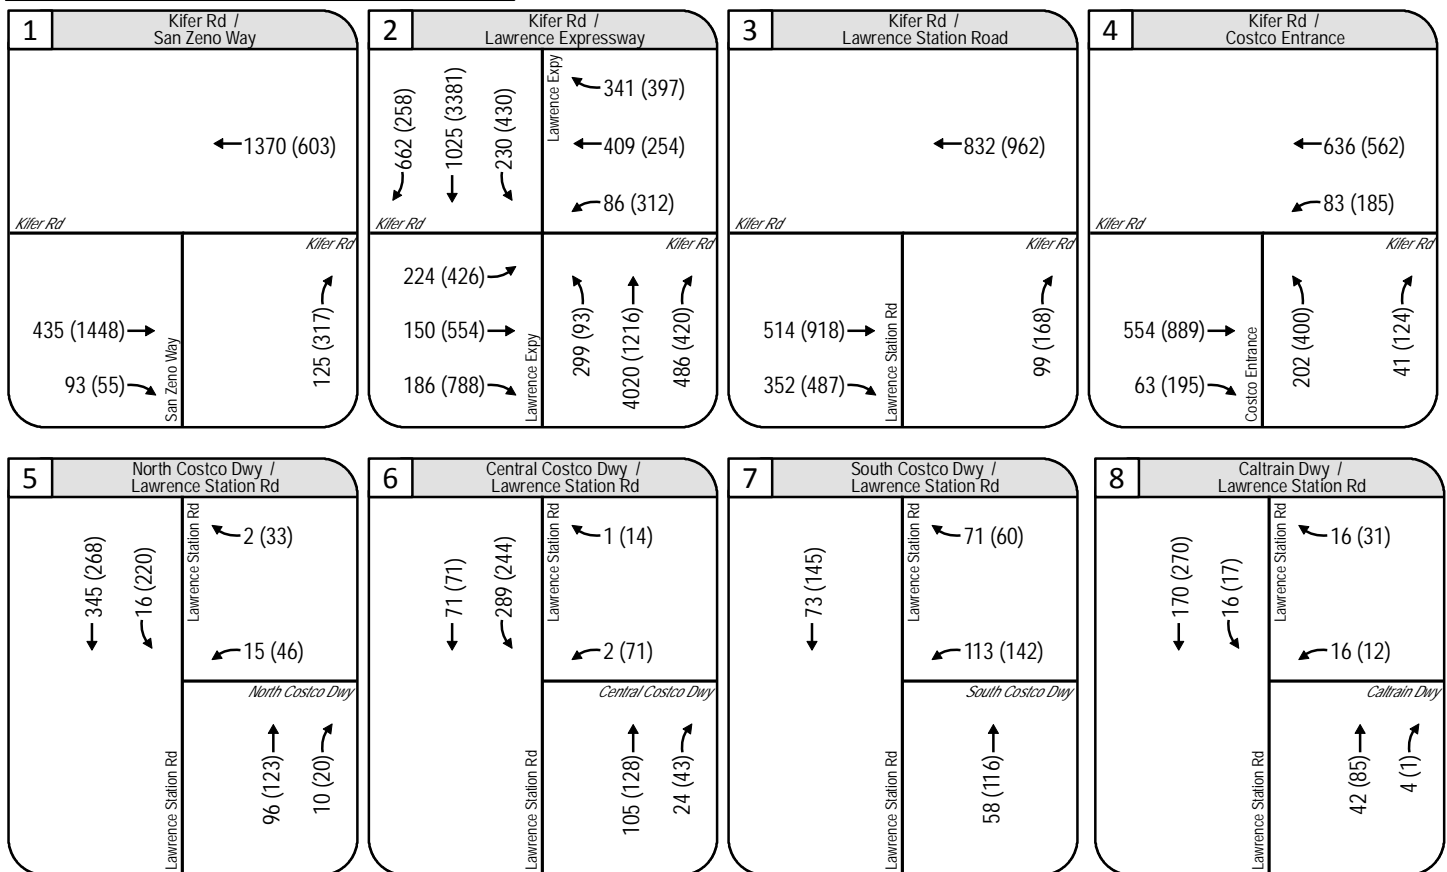 1
Kifer Rd /
San Zeno Way
1370 (603)
Kifer Rd
Kifer Rd
435 (1448)
93 (55)
San Zeno Way
125 (317)
2
Kifer Rd /
Lawrence Expressway
662 (258)
1025 (3381)
230 (430)
Lawrence Expy
341 (397)
409 (254)
86 (312)
Kifer Rd
Kifer Rd
224 (426)
150 (554)
186 (788)
Lawrence Expy
299 (93)
4020 (1216)
486 (420)
3
Kifer Rd /
Lawrence Station Road
832 (962)
Kifer Rd
Kifer Rd
514 (918)
352 (487)
Lawrence Station Rd
99 (168)
4
Kifer Rd /
Costco Entrance
636 (562)
83 (185)
Kifer Rd
Kifer Rd
554 (889)
63 (195)
Costco Entrance
202 (400)
41 (124)
5
North Costco Dwy /
Lawrence Station Rd
345 (268)
16 (220)
Lawrence Station Rd
2 (33)
15 (46)
North Costco Dwy
Lawrence Station Rd
96 (123)
10 (20)
6
Central Costco Dwy /
Lawrence Station Rd
71 (71)
289 (244)
Lawrence Station Rd
1 (14)
2 (71)
Central Costco Dwy
Lawrence Station Rd
105 (128)
24 (43)
7
South Costco Dwy /
Lawrence Station Rd
73 (145)
Lawrence Station Rd
71 (60)
113 (142)
South Costco Dwy
Lawrence Station Rd
58 (116)
8
Caltrain Dwy /
Lawrence Station Rd
170 (270)
16 (17)
Lawrence Station Rd
16 (31)
16 (12)
Caltrain Dwy
Lawrence Station Rd
42 (85)
4 (1)